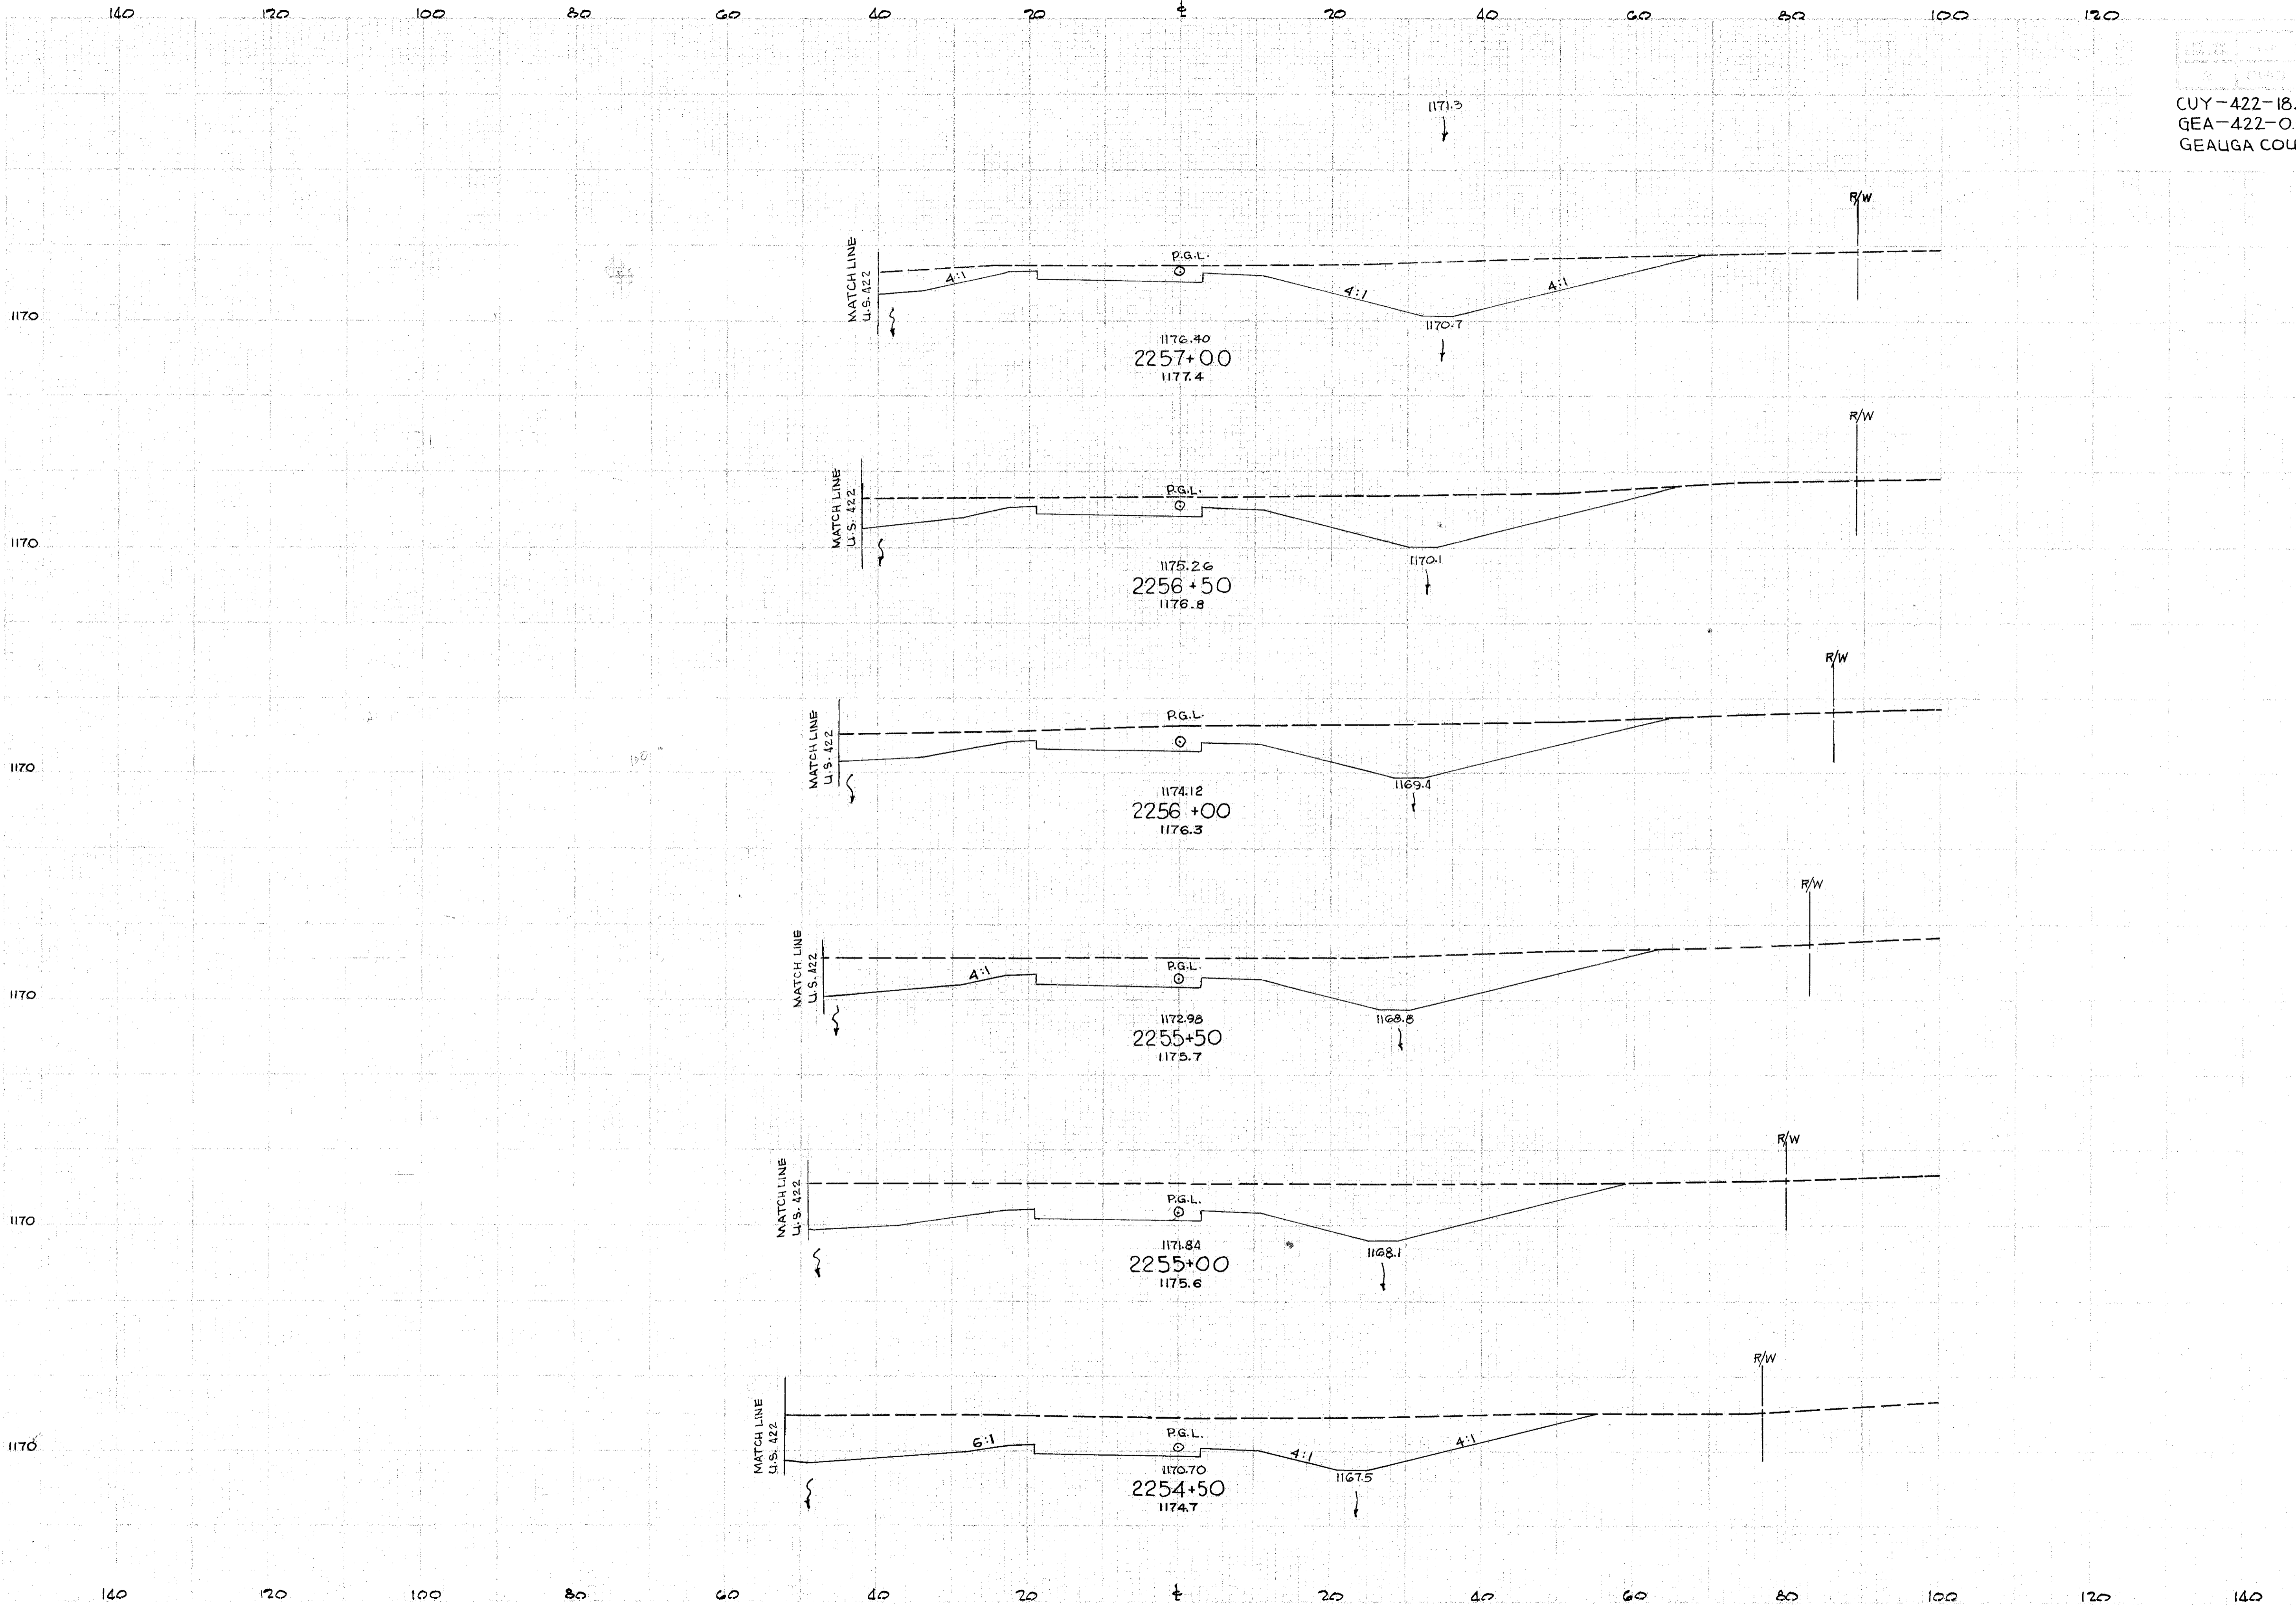 140 120 100 80 60 40 20 ℄ 20 40 60 80 100 120
CUY-422-18.
GEA-422-0.
GEAUGA COU
1171.3
R/W
MATCH LINE
U.S. 422
4:1
P.G.L.
4:1
4:1
1170
1170.7
1176.40
2257+00
1177.4
R/W
MATCH LINE
U.S. 422
P.G.L.
1170
1170.1
1175.26
2256+50
1176.8
R/W
MATCH LINE
U.S. 422
P.G.L.
1170
1169.4
1174.12
2256+00
1176.3
R/W
MATCH LINE
U.S. 422
4:1
P.G.L.
1170
1168.8
1172.98
2255+50
1175.7
R/W
MATCH LINE
U.S. 422
P.G.L.
1170
1168.1
1171.84
2255+00
1175.6
R/W
MATCH LINE
U.S. 422
6:1
P.G.L.
4:1
4:1
1170
1167.5
1170.70
2254+50
1174.7
140 120 100 80 60 40 20 ℄ 20 40 60 80 100 120 140